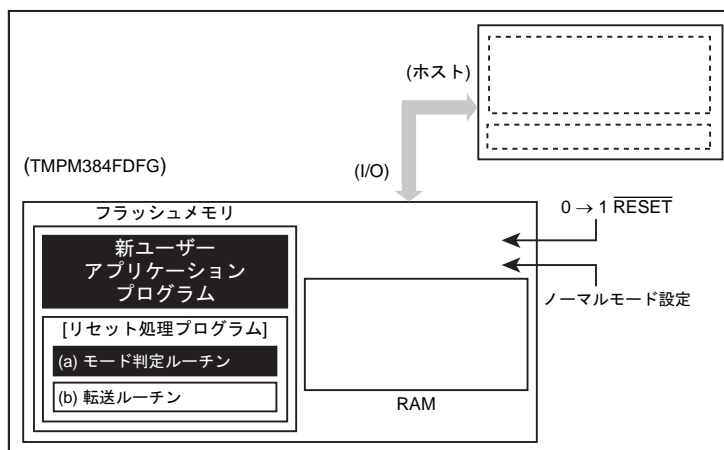 (ホスト)
(TMPM384FDFG)
(I/O)
0 → 1 RESET
フラッシュメモリ
新ユーザー
アプリケーション
プログラム
ノーマルモード設定
[リセット処理プログラム]
(a) モード判定ルーチン
(b) 転送ルーチン
RAM